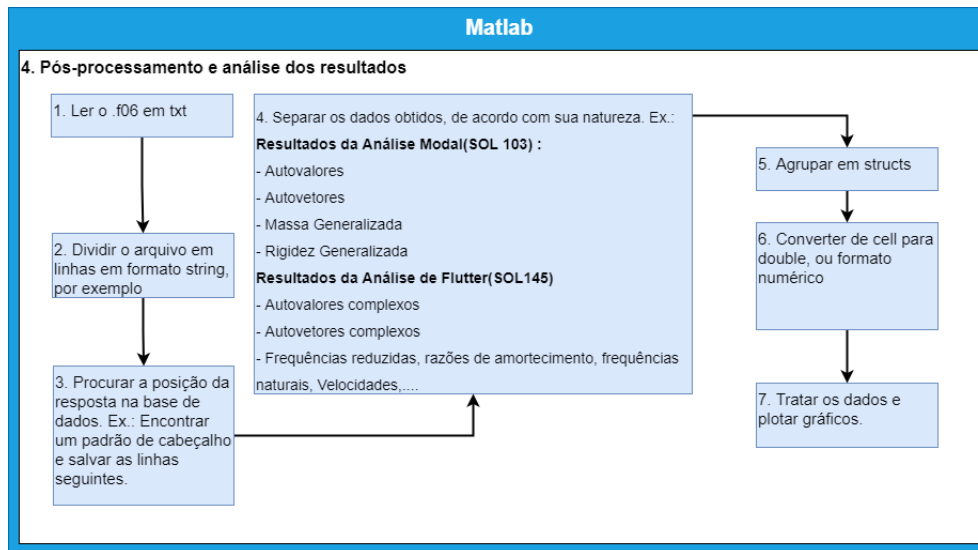 Matlab
4. Pós-processamento e análise dos resultados
1. Ler o .f06 em txt
2. Dividir o arquivo em
linhas em formato string,
por exemplo
3. Procurar a posição da
resposta na base de
dados. Ex.: Encontrar
um padrão de cabeçalho
e salvar as linhas
seguintes.
4. Separar os dados obtidos, de acordo com sua natureza. Ex.:
Resultados da Análise Modal(SOL 103) :
- Autovalores
- Autovetores
- Massa Generalizada
- Rigidez Generalizada
Resultados da Análise de Flutter(SOL145)
- Autovalores complexos
- Autovetores complexos
- Frequências reduzidas, razões de amortecimento, frequências
naturais, Velocidades,....
5. Agrupar em structs
6. Converter de cell para
double, ou formato
numérico
7. Tratar os dados e
plotar gráficos.